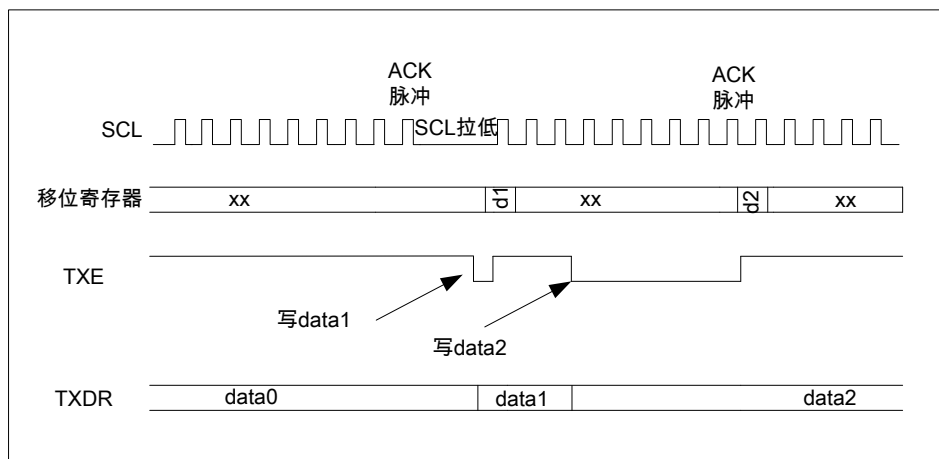 ACK
脉冲
ACK
脉冲
SCL
SCL拉低
移位寄存器
xx
d1
xx
d2
xx
TXE
写data1
写data2
TXDR
data0
data1
data2